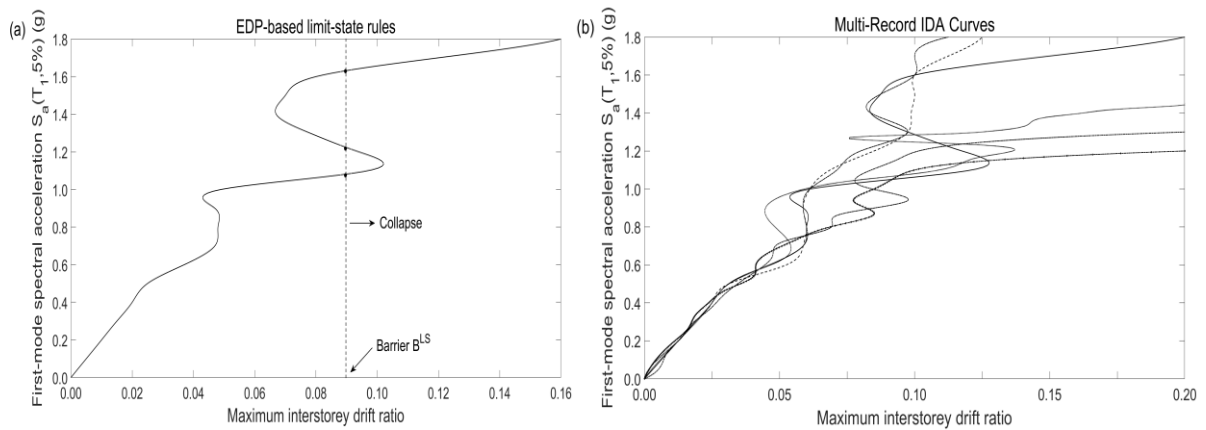 (a)
EDP-based limit-state rules
First-mode spectral acceleration S_a(T_1,5%) (g)
1.8
1.6
1.4
1.2
1.0
0.8
0.6
0.4
0.2
0.0
Collapse
Barrier B^LS
0.00 0.02 0.04 0.06 0.08 0.10 0.12 0.14 0.16
Maximum interstorey drift ratio
(b)
Multi-Record IDA Curves
First-mode spectral acceleration S_a(T_1,5%) (g)
1.8
1.6
1.4
1.2
1.0
0.8
0.6
0.4
0.2
0.0
0.00 0.05 0.10 0.15 0.20
Maximum interstorey drift ratio